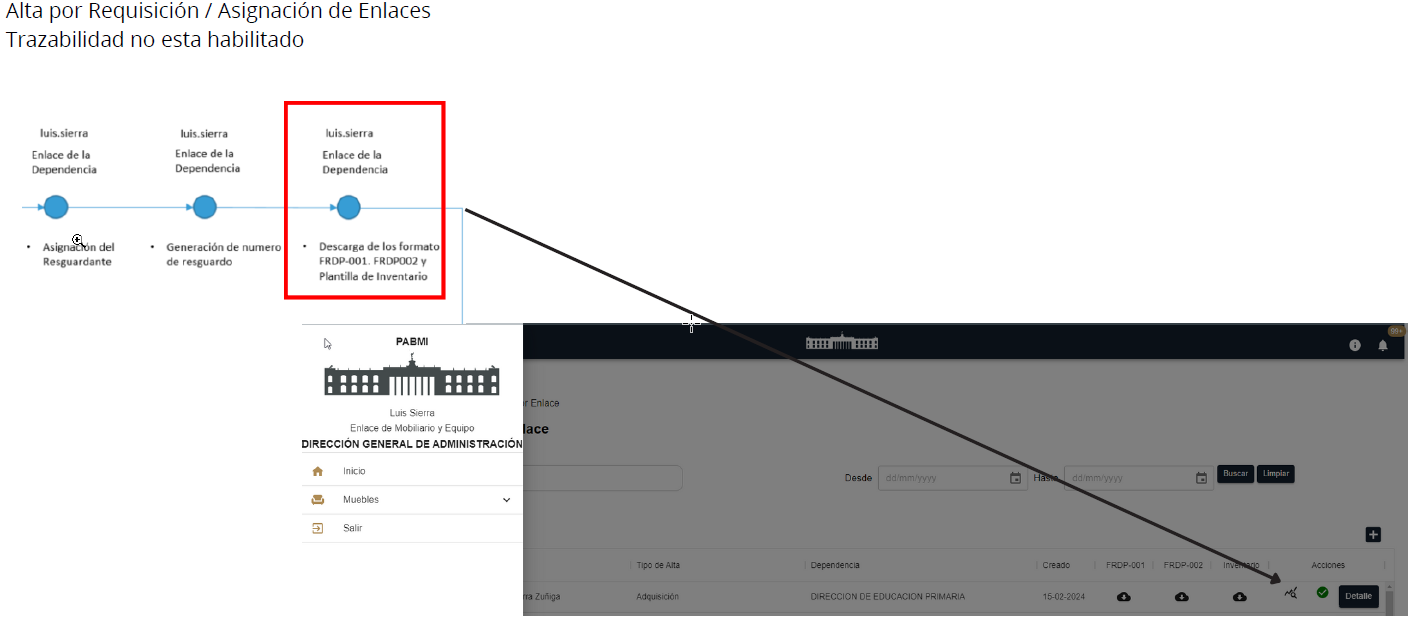 Alta por Requisición / Asignación de Enlaces
Trazabilidad no esta habilitado
luis.sierra
Enlace de la
Dependencia
• Asignación del
Resguardante
luis.sierra
Enlace de la
Dependencia
• Generación de numero
de resguardo
luis.sierra
Enlace de la
Dependencia
• Descarga de los formato
FRDP-001. FRDP002 y
Plantilla de Inventario
PABMI
Luis Sierra
Enlace de Mobiliario y Equipo
DIRECCIÓN GENERAL DE ADMINISTRACIÓN
Inicio
Muebles
Salir
96+
r Enlace
lace
Desde dd/mm/yyyy Hasta dd/mm/yyyy Buscar Limpiar
Tipo de Alta Dependencia Creado FRDP-001 FRDP-002 Inventario Acciones
rra Zuñiga Adquisición DIRECCION DE EDUCACION PRIMARIA 15-02-2024 Detalle